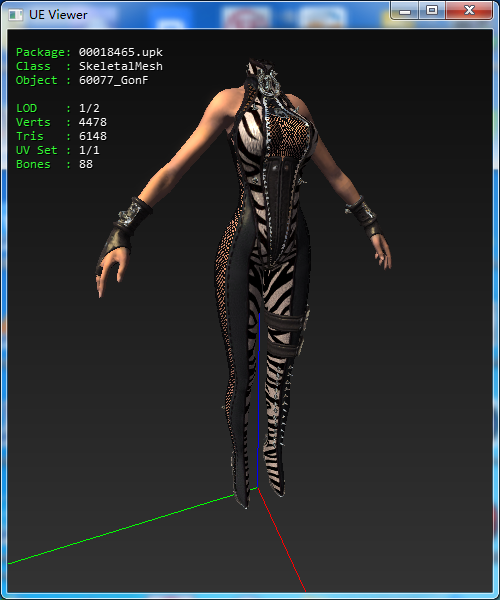 UE Viewer
Package: 00018465.upk
Class : SkeletalMesh
Object : 60077_GonF
LOD : 1/2
Verts : 4478
Tris : 6148
UV Set : 1/1
Bones : 88